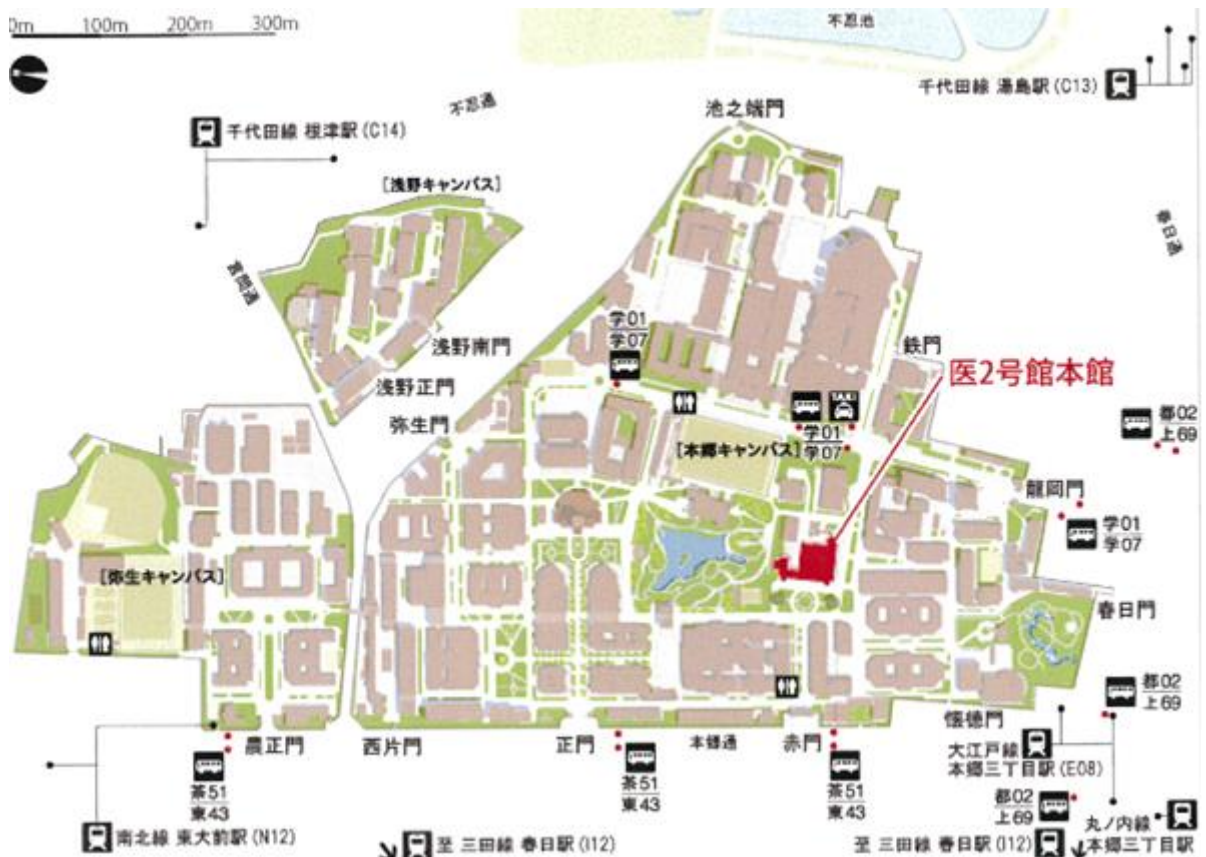 0m 100m 200m 300m
不忍池
千代田線 湯島駅(C13)
不忍通
池之端門
千代田線 根津駅(C14)
[浅野キャンパス]
春日通
言問通
学01
学07
浅野南門
鉄門
医2号館本館
浅野正門
弥生門
TAXI
都02
上69
[本郷キャンパス]
学01
学07
龍岡門
学01
学07
[弥生キャンパス]
春日門
都02
上69
懐徳門
農正門
西片門
正門
本郷通
赤門
大江戸線
本郷三丁目駅(E08)
茶51
東43
茶51
東43
茶51
東43
都02
上69
南北線 東大前駅(N12)
至 三田線 春日駅(I12)
至 三田線 春日駅(I12)
丸ノ内線
本郷三丁目駅